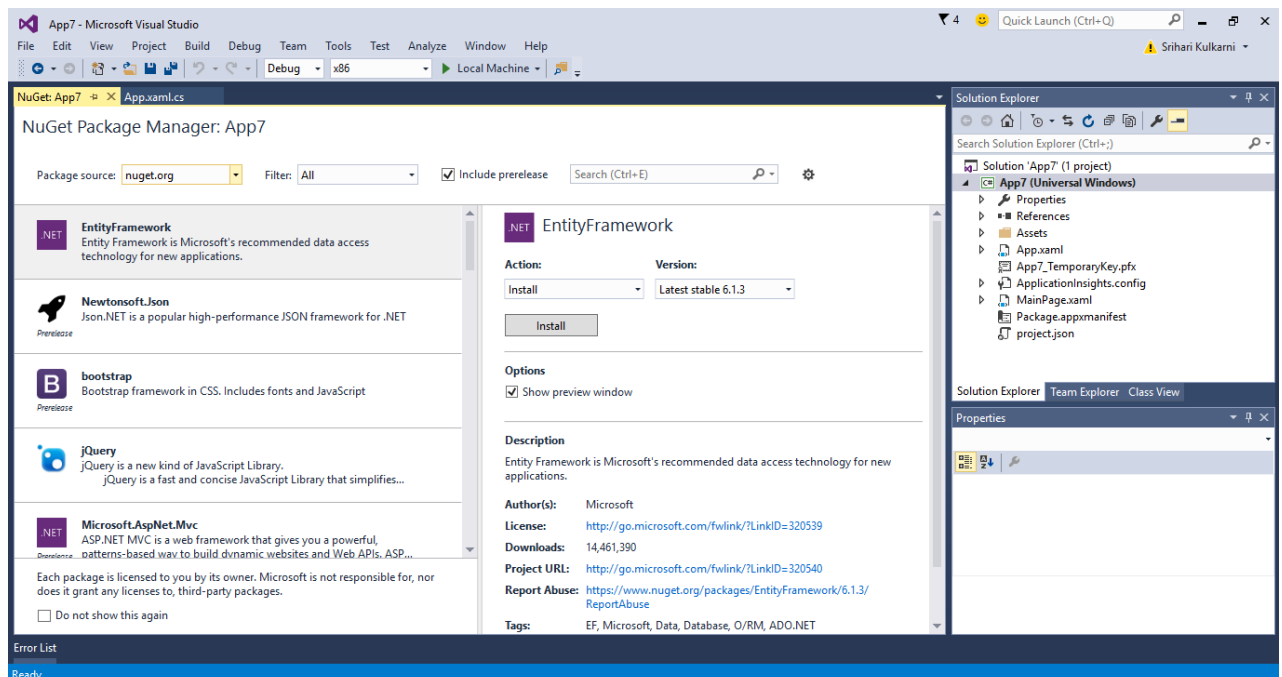 App7 - Microsoft Visual Studio
4
Quick Launch (Ctrl+Q)
File Edit View Project Build Debug Team Tools Test Analyze Window Help
Srihari Kulkarni
Debug x86 Local Machine
NuGet: App7 App.xaml.cs
NuGet Package Manager: App7
Package source: nuget.org Filter: All Include prerelease Search (Ctrl+E)
.NET
EntityFramework
Entity Framework is Microsoft's recommended data access
technology for new applications.
Newtonsoft.Json
Json.NET is a popular high-performance JSON framework for .NET
Prerelease
B
bootstrap
Bootstrap framework in CSS. Includes fonts and JavaScript
Prerelease
jQuery
jQuery is a new kind of JavaScript Library.
jQuery is a fast and concise JavaScript Library that simplifies...
.NET
Microsoft.AspNet.Mvc
ASP.NET MVC is a web framework that gives you a powerful,
Prerelease patterns-based way to build dynamic websites and Web APIs. ASP...
Each package is licensed to you by its owner. Microsoft is not responsible for, nor
does it grant any licenses to, third-party packages.
Do not show this again
.NET EntityFramework
Action: Version:
Install Latest stable 6.1.3
Install
Options
Show preview window
Description
Entity Framework is Microsoft's recommended data access technology for new
applications.
Author(s): Microsoft
License: http://go.microsoft.com/fwlink/?LinkID=320539
Downloads: 14,461,390
Project URL: http://go.microsoft.com/fwlink/?LinkID=320540
Report Abuse: https://www.nuget.org/packages/EntityFramework/6.1.3/
ReportAbuse
Tags: EF, Microsoft, Data, Database, O/RM, ADO.NET
Solution Explorer
Search Solution Explorer (Ctrl+;)
Solution 'App7' (1 project)
C# App7 (Universal Windows)
Properties
References
Assets
App.xaml
App7_TemporaryKey.pfx
ApplicationInsights.config
MainPage.xaml
Package.appxmanifest
project.json
Solution Explorer Team Explorer Class View
Properties
Error List
Ready